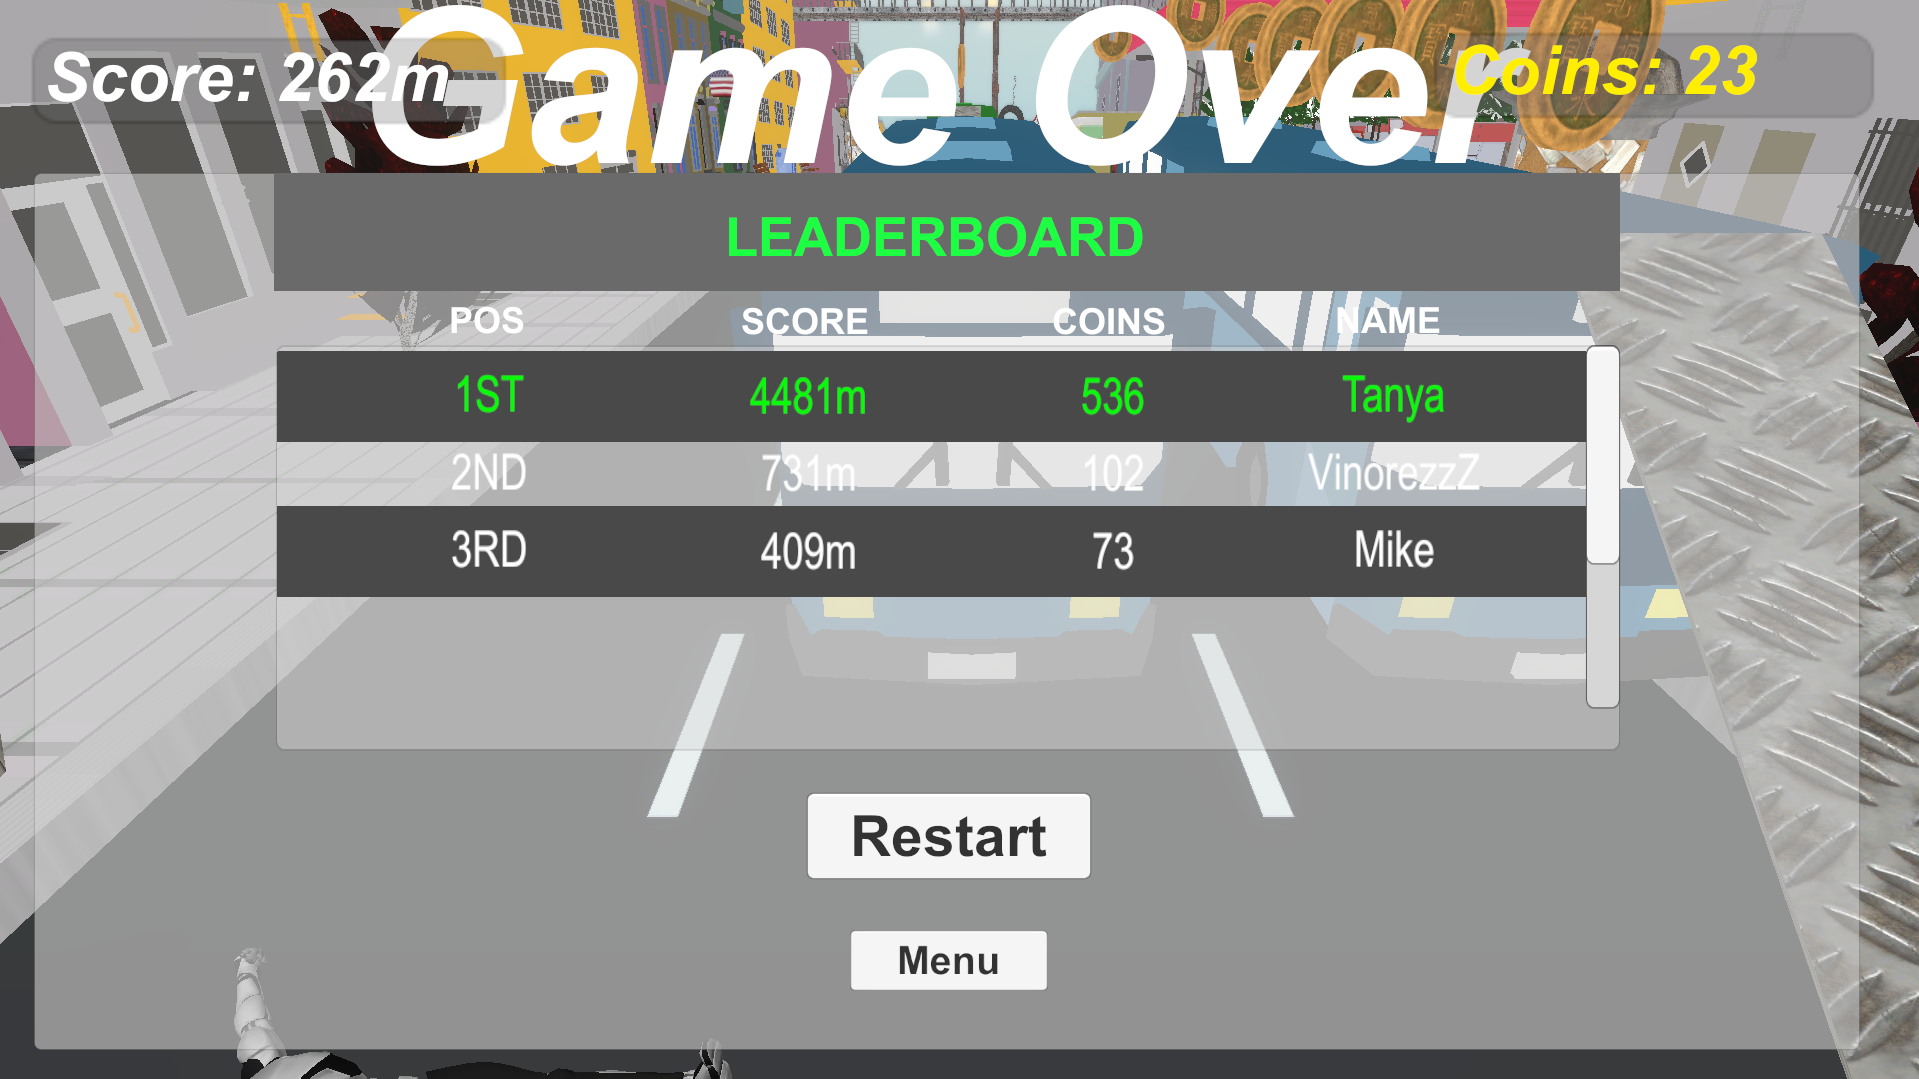 Game Over
Score: 262m
Coins: 23
LEADERBOARD
POS SCORE COINS NAME
1ST 4481m 536 Tanya
2ND 731m 102 VinorezzZ
3RD 409m 73 Mike
Restart
Menu